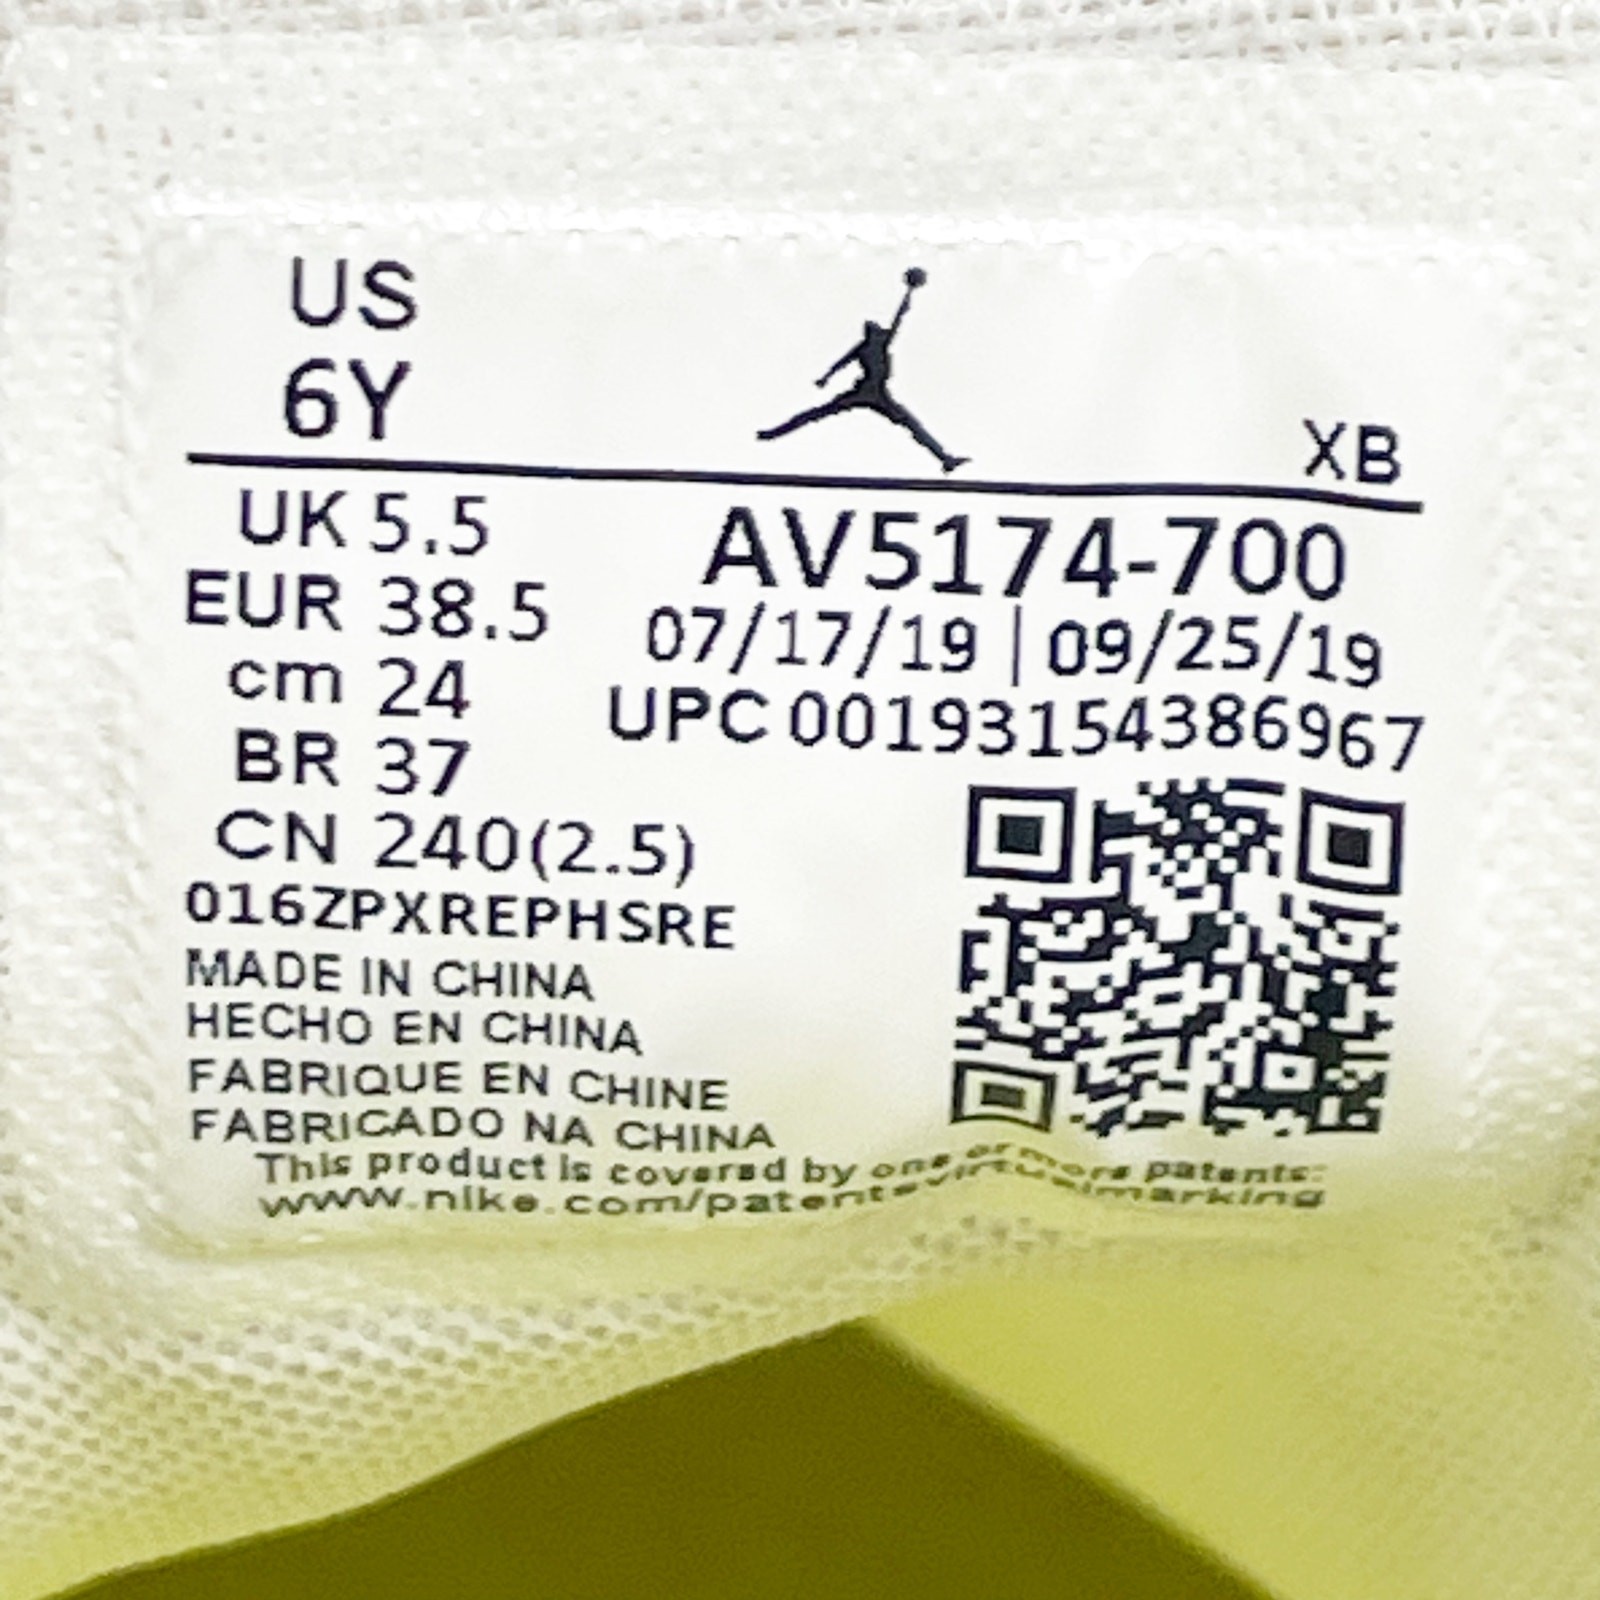 US
6Y
XB
UK 5.5
EUR 38.5
cm 24
BR 37
CN 240(2.5)
AV5174-700
07/17/19 | 09/25/19
UPC 00193154386967
016ZPXREPHSRE
MADE IN CHINA
HECHO EN CHINA
FABRIQUE EN CHINE
FABRICADO NA CHINA
This product is covered by one or more patents:
www.nike.com/patentsvirtualmarking